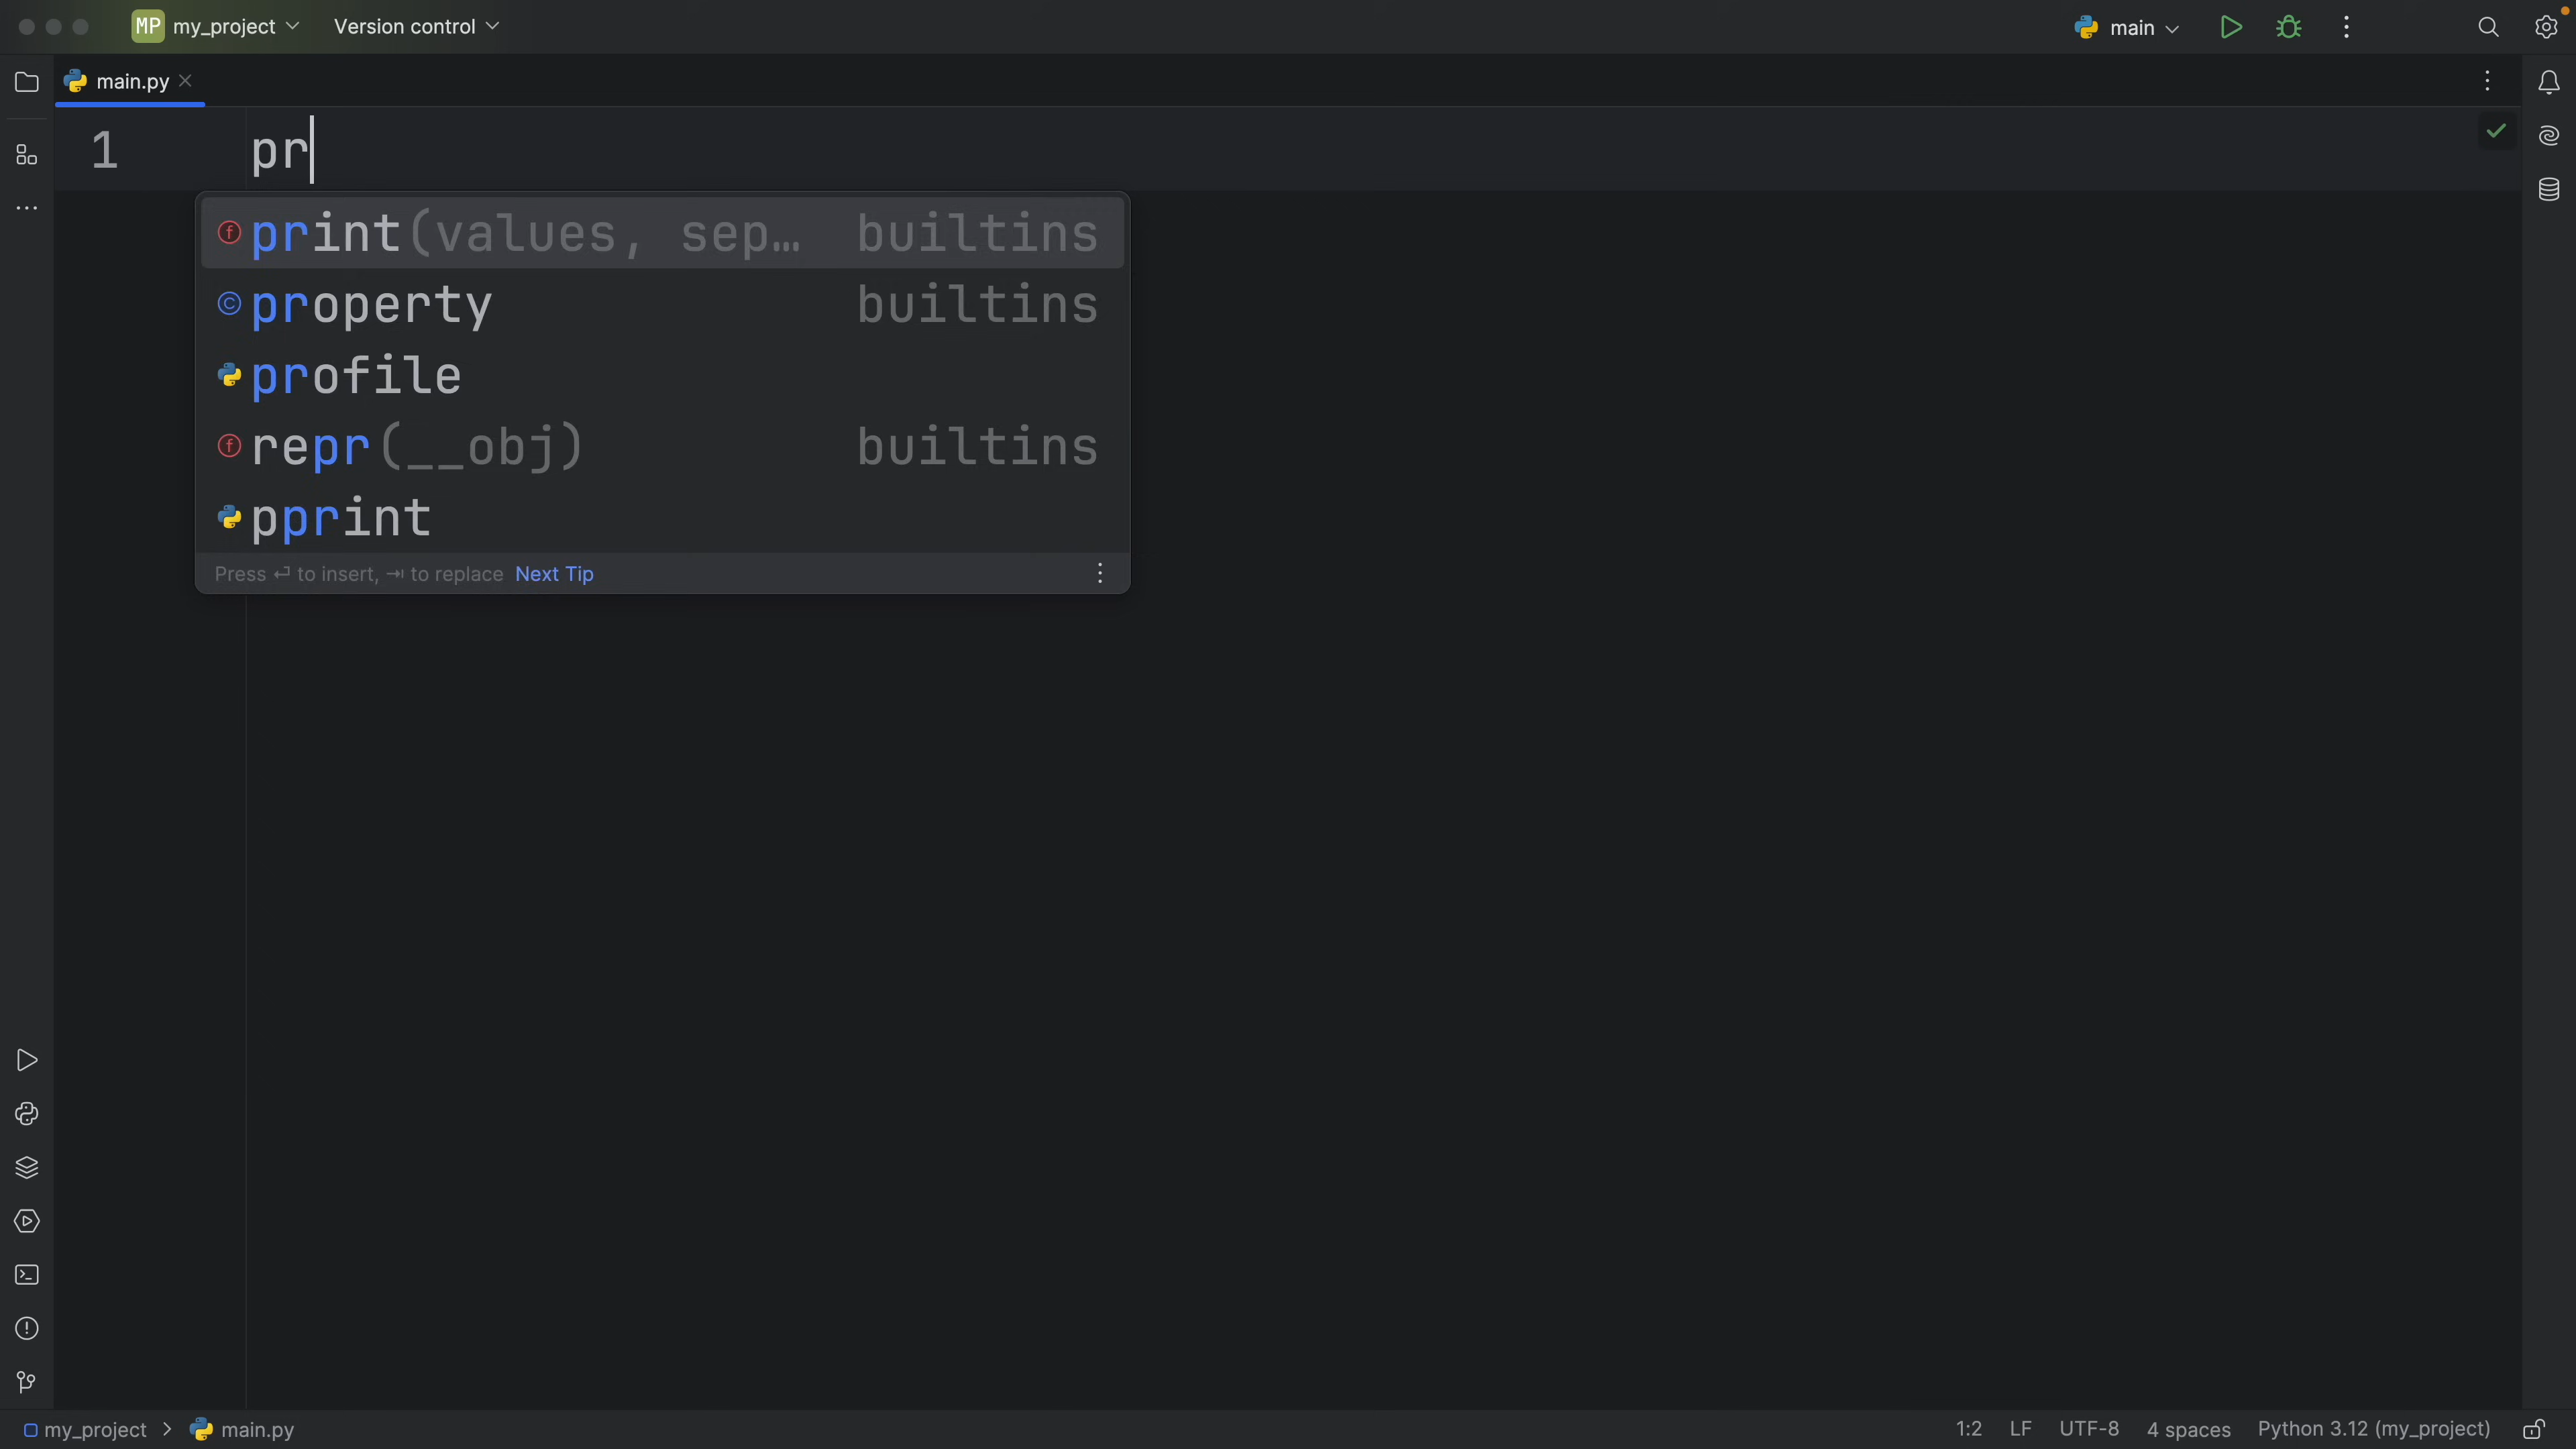 MP my_project Version control main
main.py
1 pr
print(values, sep… builtins
property builtins
profile
repr(__obj) builtins
pprint
Press ↵ to insert, ⇥ to replace Next Tip
my_project > main.py 1:2 LF UTF-8 4 spaces Python 3.12 (my_project)